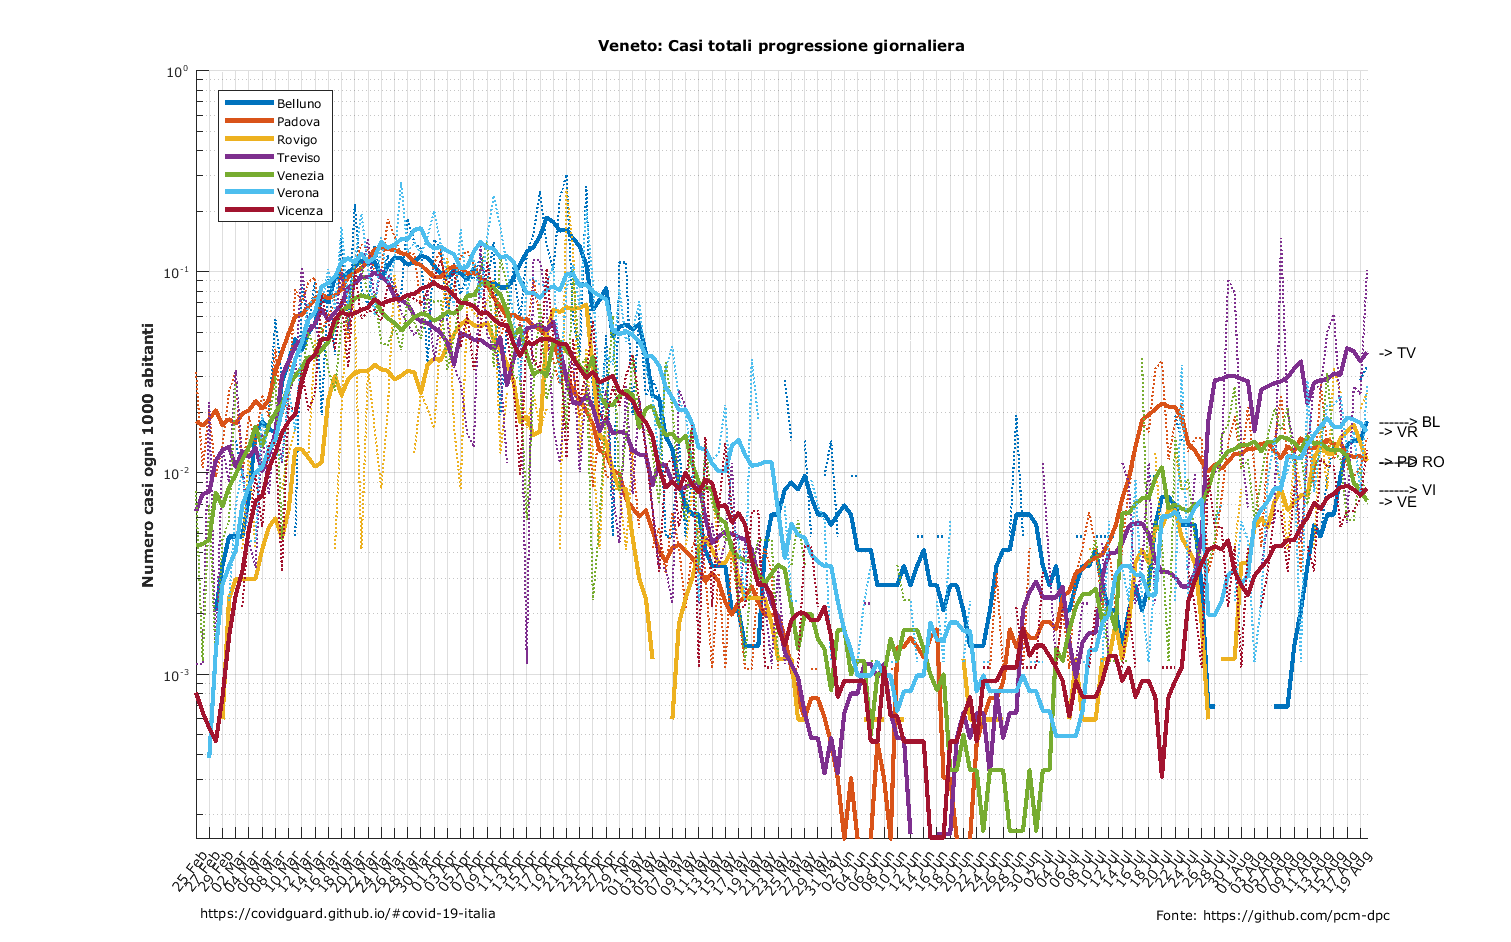 Veneto: Casi totali progressione giornaliera
10^0
10^-1
10^-2
10^-3
Numero casi ogni 1000 abitanti
Belluno
Padova
Rovigo
Treviso
Venezia
Verona
Vicenza
-> TV
------> BL
-> VR
-> PD
RO
------> VI
-> VE
25 Feb
27 Feb
29 Feb
02 Mar
04 Mar
06 Mar
08 Mar
10 Mar
12 Mar
14 Mar
16 Mar
18 Mar
20 Mar
22 Mar
24 Mar
26 Mar
28 Mar
30 Mar
01 Apr
03 Apr
05 Apr
07 Apr
09 Apr
11 Apr
13 Apr
15 Apr
17 Apr
19 Apr
21 Apr
23 Apr
25 Apr
27 Apr
29 Apr
01 May
03 May
05 May
07 May
09 May
11 May
13 May
15 May
17 May
19 May
21 May
23 May
25 May
27 May
29 May
31 May
02 Jun
04 Jun
06 Jun
08 Jun
10 Jun
12 Jun
14 Jun
16 Jun
18 Jun
20 Jun
22 Jun
24 Jun
26 Jun
28 Jun
30 Jun
02 Jul
04 Jul
06 Jul
08 Jul
10 Jul
12 Jul
14 Jul
16 Jul
18 Jul
20 Jul
22 Jul
24 Jul
26 Jul
28 Jul
30 Jul
01 Aug
03 Aug
05 Aug
07 Aug
09 Aug
11 Aug
13 Aug
15 Aug
17 Aug
19 Aug
https://covidguard.github.io/#covid-19-italia
Fonte: https://github.com/pcm-dpc